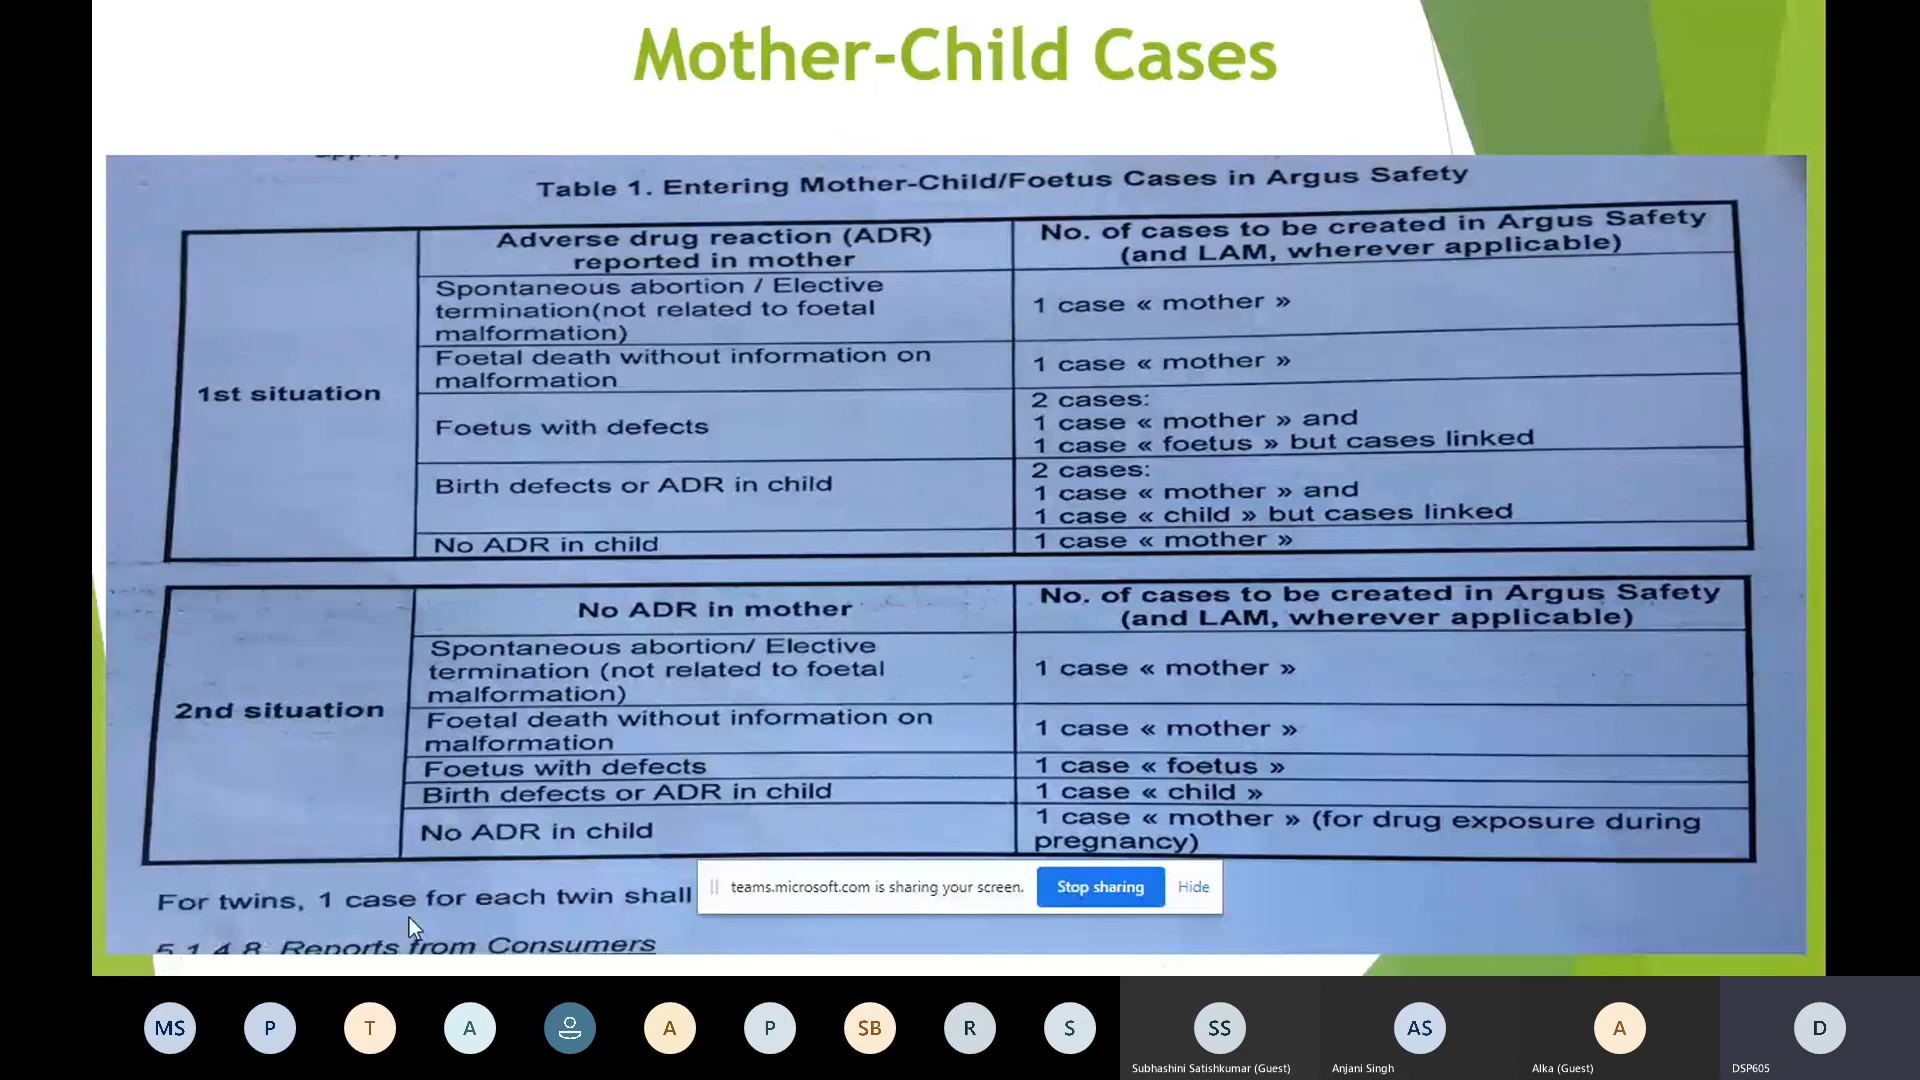 Mother-Child Cases
Table 1. Entering Mother-Child/Foetus Cases in Argus Safety
1st situation
Adverse drug reaction (ADR)
reported in mother
No. of cases to be created in Argus Safety
(and LAM, wherever applicable)
Spontaneous abortion / Elective
termination(not related to foetal
malformation)
1 case « mother »
Foetal death without information on
malformation
1 case « mother »
Foetus with defects
2 cases:
1 case « mother » and
1 case « foetus » but cases linked
Birth defects or ADR in child
2 cases:
1 case « mother » and
1 case « child » but cases linked
No ADR in child
1 case « mother »
2nd situation
No ADR in mother
No. of cases to be created in Argus Safety
(and LAM, wherever applicable)
Spontaneous abortion/ Elective
termination (not related to foetal
malformation)
1 case « mother »
Foetal death without information on
malformation
1 case « mother »
Foetus with defects
1 case « foetus »
Birth defects or ADR in child
1 case « child »
No ADR in child
1 case « mother » (for drug exposure during
pregnancy)
For twins, 1 case for each twin shall
teams.microsoft.com is sharing your screen.
Stop sharing
Hide
5.1.4.8 Reports from Consumers
MS
P
T
A
A
P
SB
R
S
SS
AS
A
D
Subhashini Satishkumar (Guest)
Anjani Singh
Alka (Guest)
DSP605